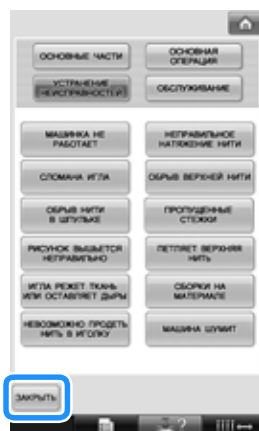 ОСНОВНЫЕ ЧАСТИ
ОСНОВНАЯ
ОПЕРАЦИЯ
УСТРАНЕНИЕ
НЕИСПРАВНОСТЕЙ
ОБСЛУЖИВАНИЕ
МАШИНКА НЕ
РАБОТАЕТ
НЕПРАВИЛЬНОЕ
НАТЯЖЕНИЕ НИТИ
СЛОМАНА ИГЛА
ОБРЫВ ВЕРХНЕЙ НИТИ
ОБРЫВ НИТИ
В ШПУЛЬКЕ
ПРОПУЩЕННЫЕ
СТЕЖКИ
РИСУНОК ВЫШЬЕТСЯ
НЕПРАВИЛЬНО
ПЕТЛЯЕТ ВЕРХНЯЯ
НИТЬ
ИГЛА РЕЖЕТ ТКАНЬ
ИЛИ ОСТАВЛЯЕТ ДЫРЫ
СБОРКИ НА
МАТЕРИАЛЕ
НЕВОЗМОЖНО ПРОДЕТЬ
НИТЬ В ИГОЛКУ
МАШИНА ШУМИТ
ЗАКРЫТЬ
?